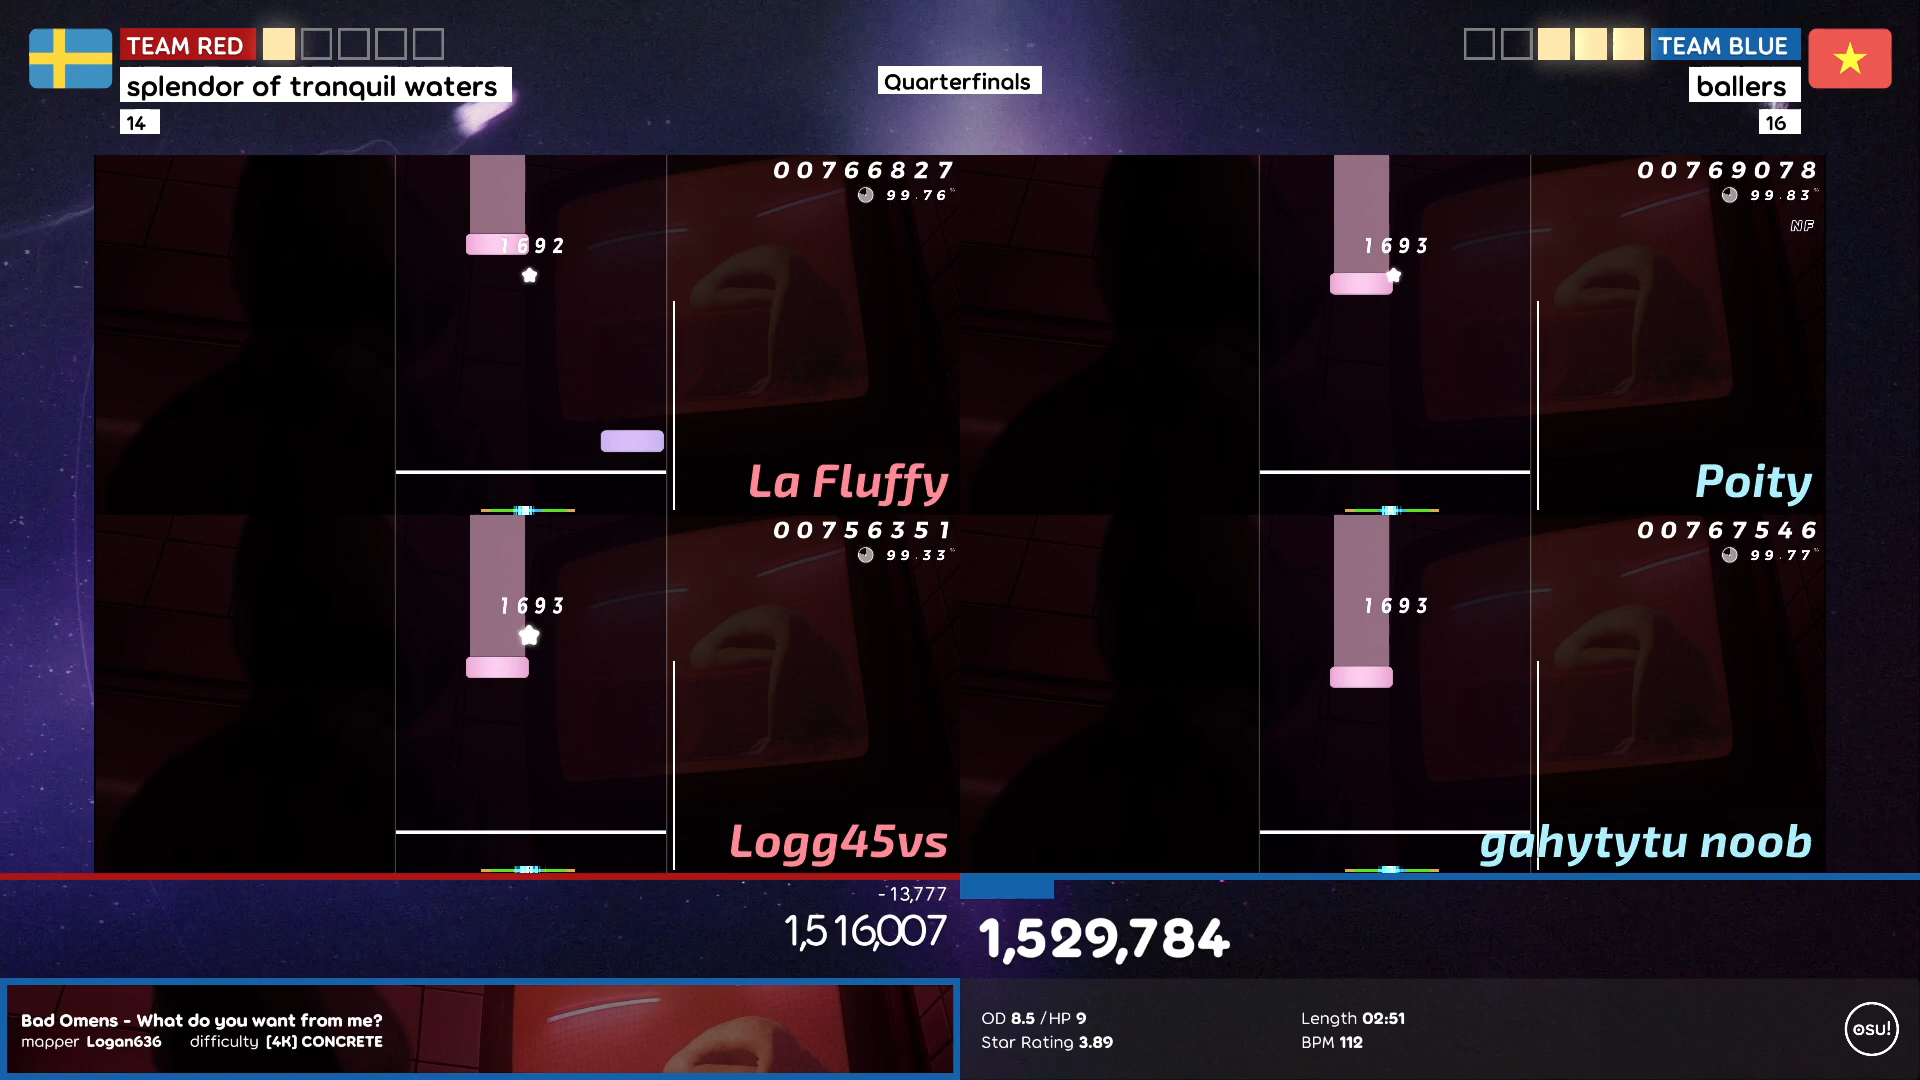 TEAM RED
splendor of tranquil waters
14
Quarterfinals
TEAM BLUE
ballers
16
00766827
99.76%
1692
La Fluffy
00769078
99.83%
NF
1693
Poity
00756351
99.33%
1693
Logg45vs
00767546
99.77%
1693
gahytytu noob
-13,777
1,516,007
1,529,784
Bad Omens - What do you want from me?
mapper Logan636 difficulty [4K] CONCRETE
OD 8.5 / HP 9
Star Rating 3.89
Length 02:51
BPM 112
osu!